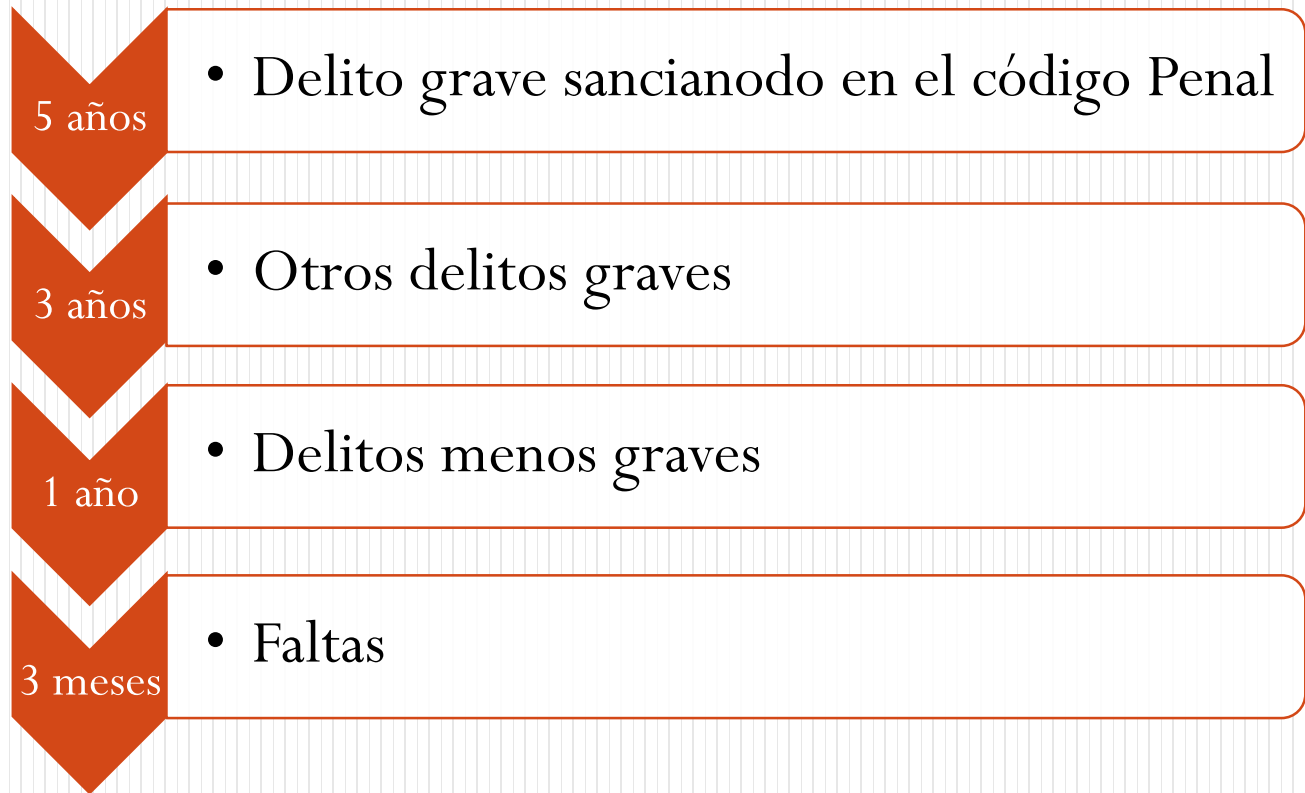 5 años
• Delito grave sancianodo en el código Penal
3 años
• Otros delitos graves
1 año
• Delitos menos graves
3 meses
• Faltas